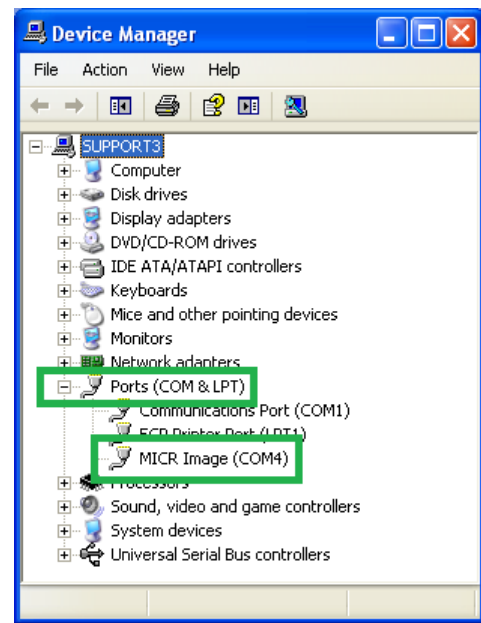 Device Manager
File Action View Help
SUPPORT3
Computer
Disk drives
Display adapters
DVD/CD-ROM drives
IDE ATA/ATAPI controllers
Keyboards
Mice and other pointing devices
Monitors
Network adapters
Ports (COM & LPT)
Communications Port (COM1)
ECP Printer Port (LPT1)
MICR Image (COM4)
Processors
Sound, video and game controllers
System devices
Universal Serial Bus controllers